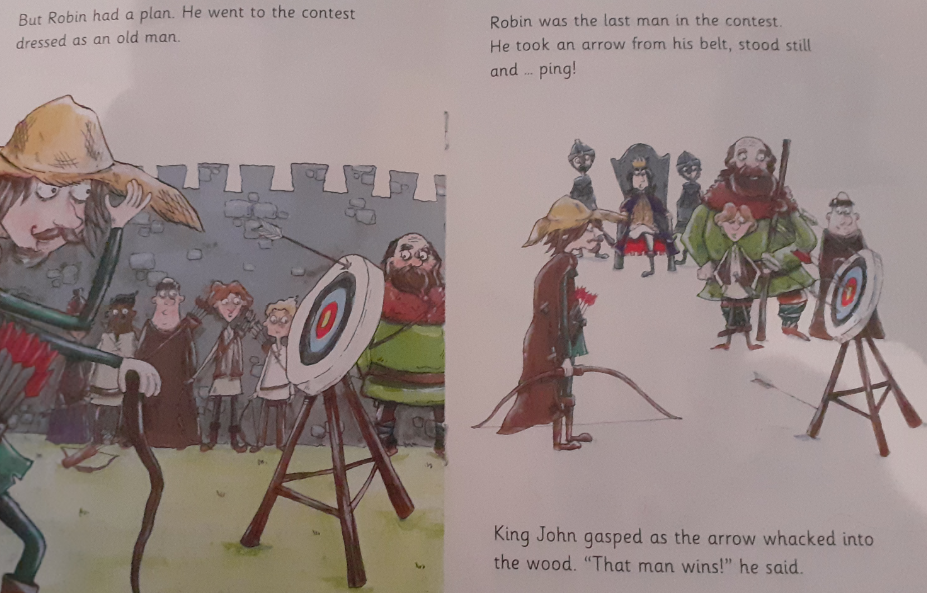 But Robin had a plan. He went to the contest
dressed as an old man.
Robin was the last man in the contest.
He took an arrow from his belt, stood still
and ... ping!
King John gasped as the arrow whacked into
the wood. “That man wins!” he said.